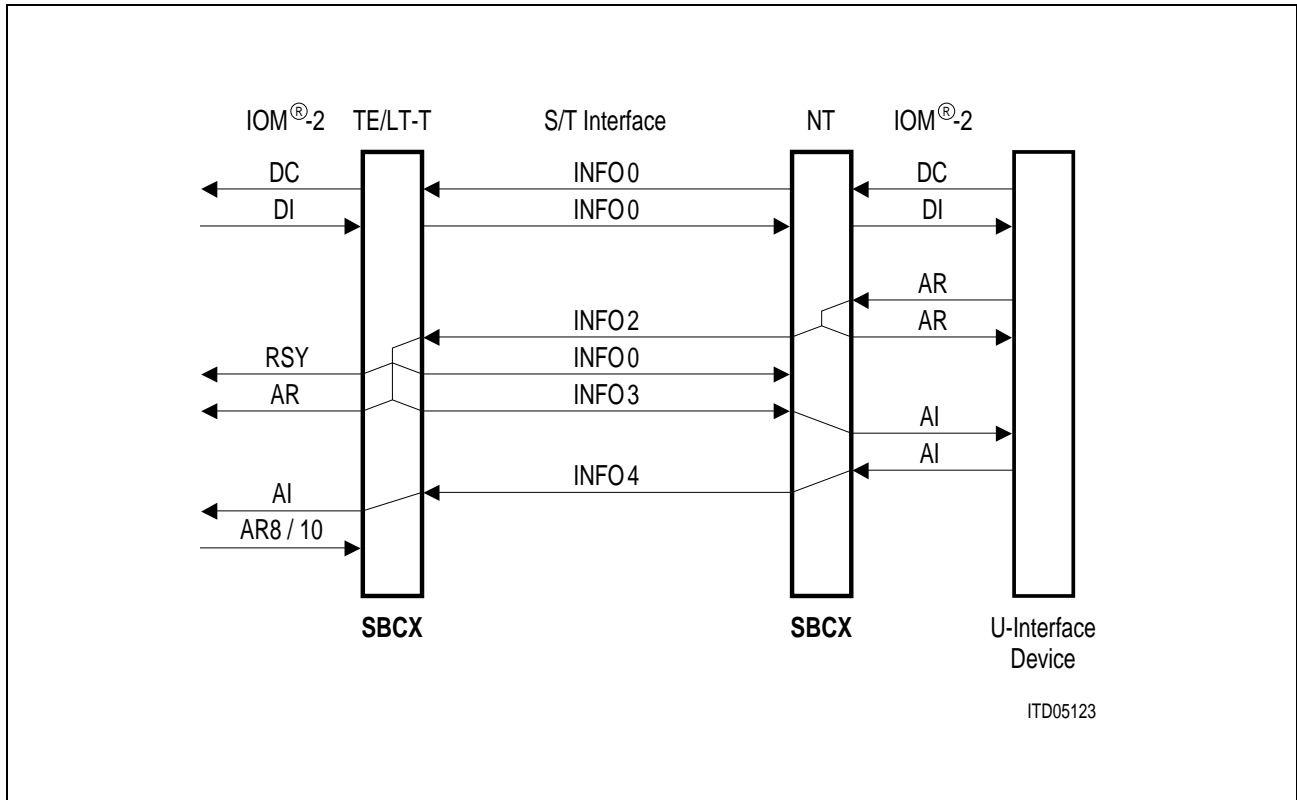 IOM®-2 TE/LT-T S/T Interface NT IOM®-2
DC INFO 0 DC
DI INFO 0 DI
AR
INFO 2 AR
RSY INFO 0
AR INFO 3
AI
INFO 4 AI
AI
AR8 / 10
SBCX SBCX U-Interface
Device
ITD05123